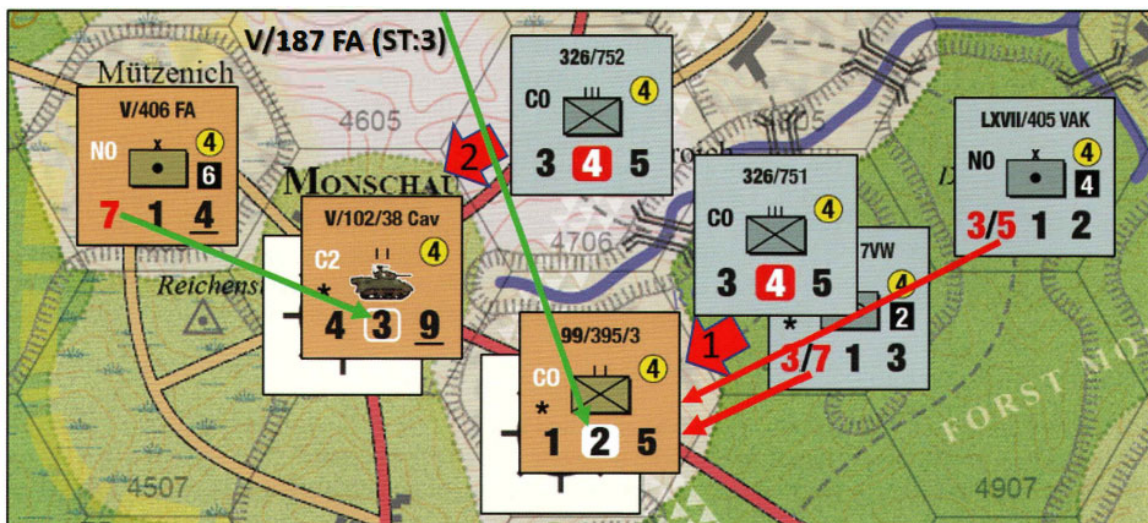 V/187 FA (ST:3)
Mützenich
V/406 FA
NO
4
6
7 1 4
4605
326/752
CO
4
3 4 5
2
MONSCHAU
V/102/38 Cav
C2
4
*
4 3 9
4706
326/751
CO
4
3 4 5
LXVII/405 VAK
NO
4
4
3/5 1 2
7VW
4
*
2
3/7 1 3
1
99/395/3
CO
4
*
1 2 5
FORST
4507
4907